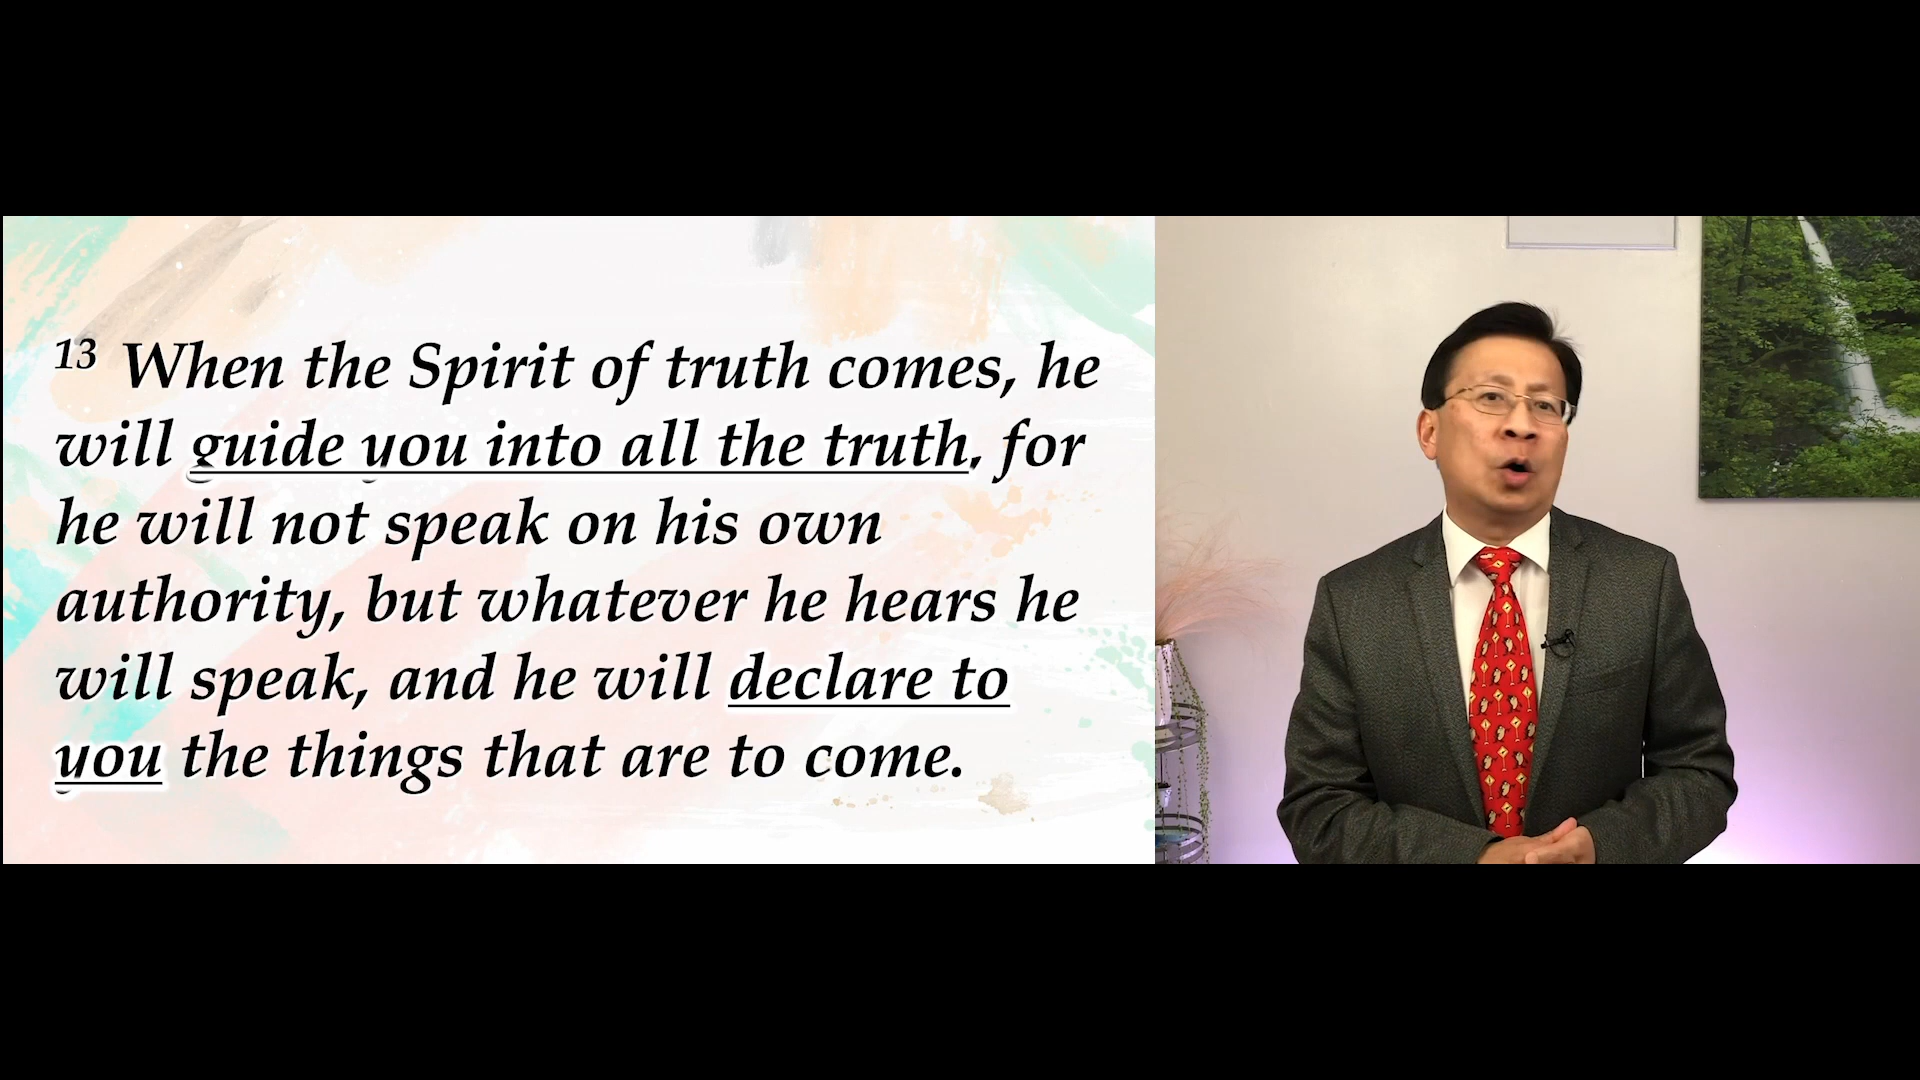 13 When the Spirit of truth comes, he
will guide you into all the truth, for
he will not speak on his own
authority, but whatever he hears he
will speak, and he will declare to
you the things that are to come.